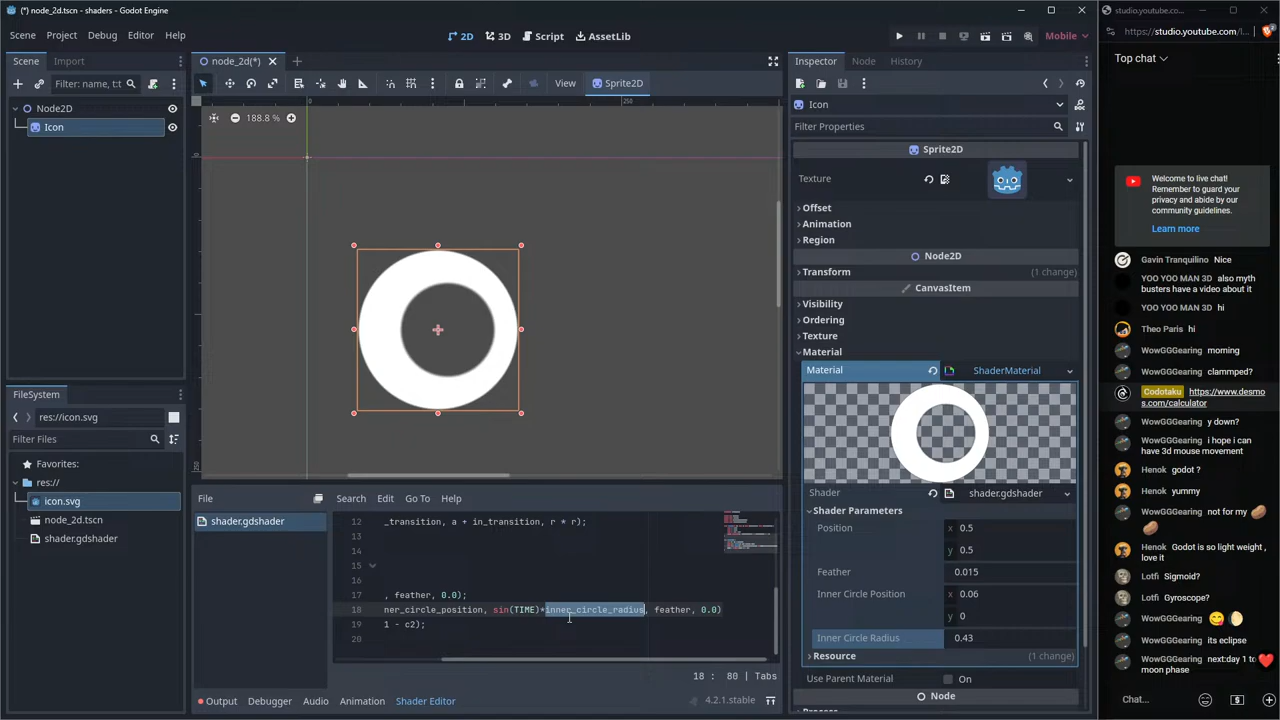 (*) node_2d.tscn - shaders - Godot Engine
Scene Project Debug Editor Help
2D 3D Script AssetLib
Mobile
Scene Import
Filter: name, t:t
Node2D
Icon
FileSystem
res://icon.svg
Filter Files
Favorites:
res://
icon.svg
node_2d.tscn
shader.gdshader
node_2d(*)
View Sprite2D
0 250
188.8 %
File Search Edit Go To Help
shader.gdshader
12 _transition, a + in_transition, r * r);
13
14
15
16
17 , feather, 0.0);
18 ner_circle_position, sin(TIME)*inner_circle_radius, feather, 0.0)
19 1 - c2);
20
18 : 80 | Tabs
Output Debugger Audio Animation Shader Editor
4.2.1.stable
Inspector Node History
Icon
Filter Properties
Sprite2D
Texture
Offset
Animation
Region
Node2D
Transform (1 change)
CanvasItem
Visibility
Ordering
Texture
Material
Material ShaderMaterial
Shader shader.gdshader
Shader Parameters
Position x 0.5
y 0.5
Feather 0.015
Inner Circle Position x 0.06
y 0
Inner Circle Radius 0.43
Resource (1 change)
Use Parent Material On
Node
studio.youtube.co...
https://studio.youtube.com/l...
Top chat
Welcome to live chat!
Remember to guard your
privacy and abide by our
community guidelines.
Learn more
Gavin Tranquilino Nice
YOO YOO MAN 3D also myth
busters have a video about it
YOO YOO MAN 3D hi
Theo Paris hi
WowGGGearing morning
WowGGGearing clammped?
Codotaku https://www.desmo
s.com/calculator
WowGGGearing y down?
WowGGGearing i hope i can
have 3d mouse movement
Henok godot ?
Henok yummy
WowGGGearing not for my
Henok Godot is so light weight ,
love it
Lotfi Sigmoid?
Lotfi Gyroscope?
WowGGGearing
WowGGGearing its eclipse
WowGGGearing next:day 1 to
moon phase
Chat...